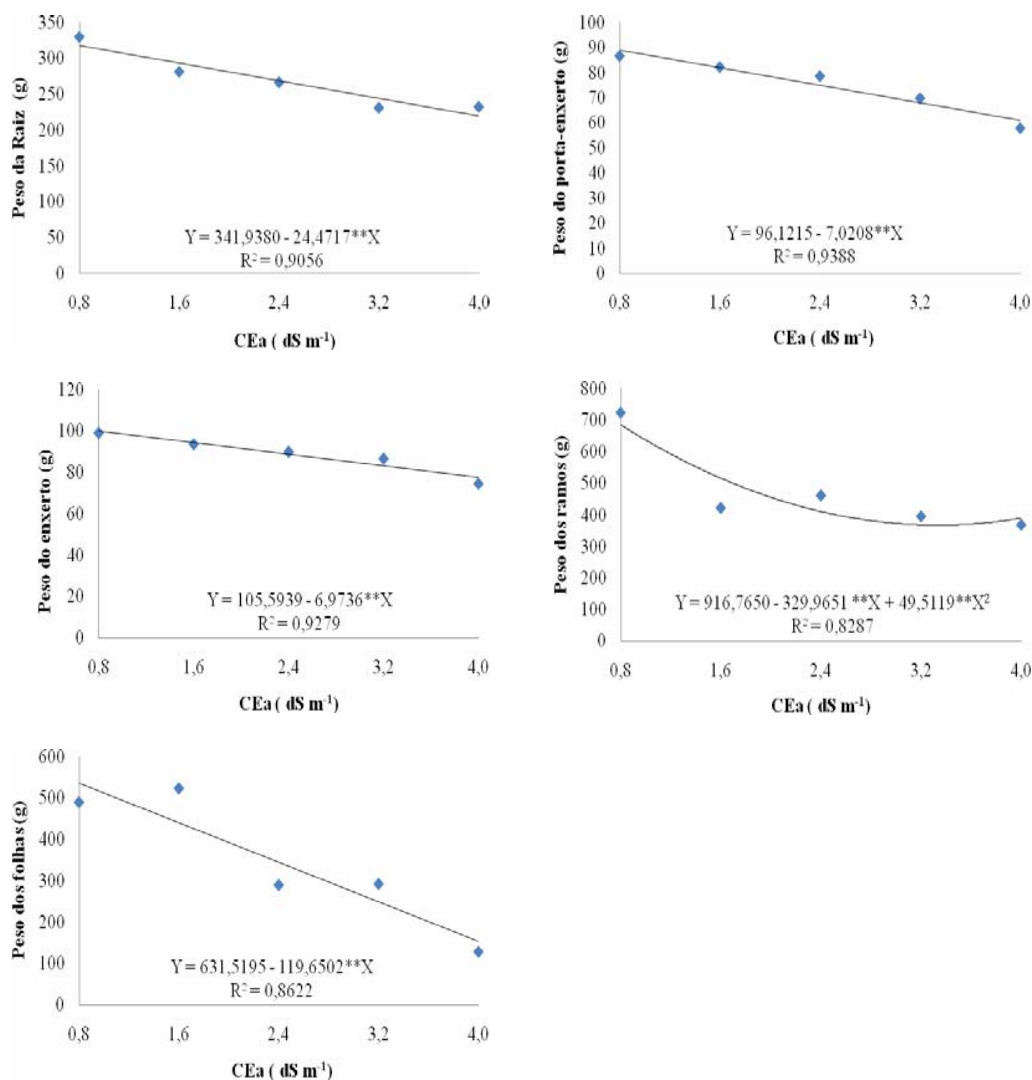 Peso da Raiz (g)
350
300
250
200
150
100
50
0
Y = 341,9380 - 24,4717**X
R² = 0,9056
0,8 1,6 2,4 3,2 4,0
CEa ( dS m⁻¹)
Peso do porta-enxerto (g)
100
90
80
70
60
50
40
30
20
10
0
Y = 96,1215 - 7,0208**X
R² = 0,9388
0,8 1,6 2,4 3,2 4,0
CEa ( dS m⁻¹)
Peso do enxerto (g)
120
100
80
60
40
20
0
Y = 105,5939 - 6,9736**X
R² = 0,9279
0,8 1,6 2,4 3,2 4,0
CEa ( dS m⁻¹)
Peso dos ramos (g)
800
700
600
500
400
300
200
100
0
Y = 916,7650 - 329,9651 **X + 49,5119**X²
R² = 0,8287
0,8 1,6 2,4 3,2 4,0
CEa ( dS m⁻¹)
Peso dos folhas (g)
600
500
400
300
200
100
0
Y = 631,5195 - 119,6502**X
R² = 0,8622
0,8 1,6 2,4 3,2 4,0
CEa ( dS m⁻¹)